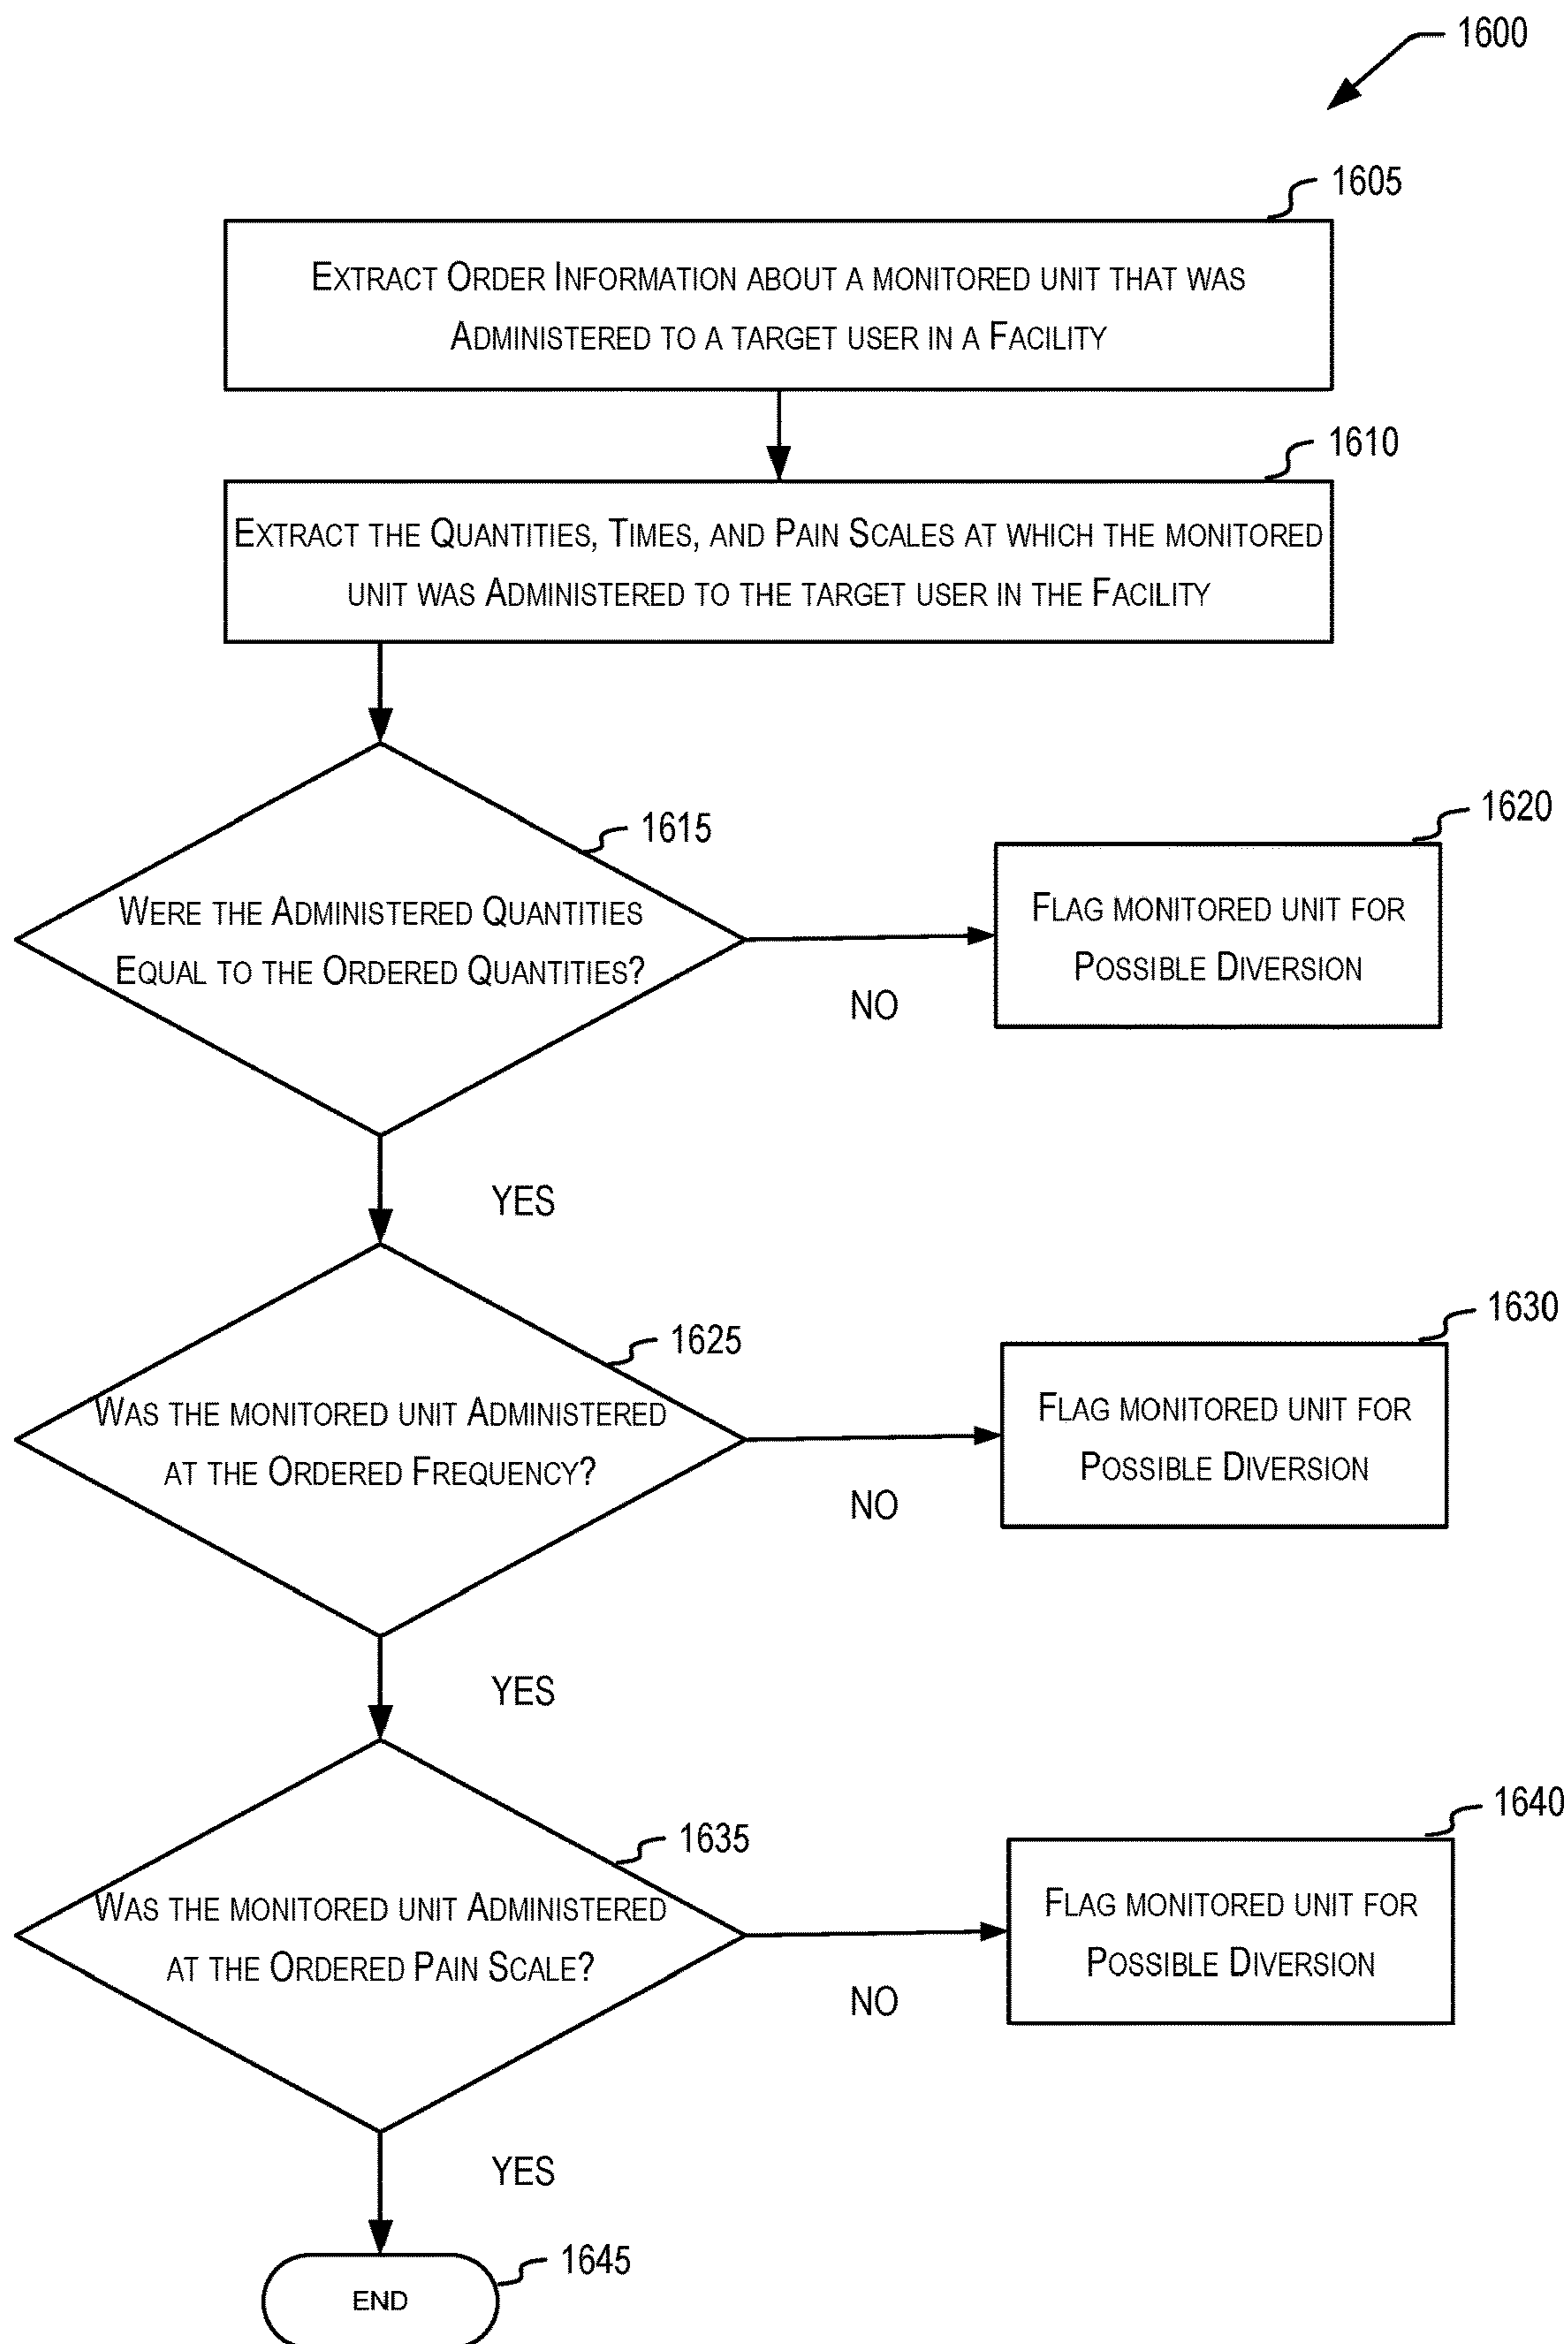 1600
1605
EXTRACT ORDER INFORMATION ABOUT A MONITORED UNIT THAT WAS
ADMINISTERED TO A TARGET USER IN A FACILITY
1610
EXTRACT THE QUANTITIES, TIMES, AND PAIN SCALES AT WHICH THE MONITORED
UNIT WAS ADMINISTERED TO THE TARGET USER IN THE FACILITY
1615
WERE THE ADMINISTERED QUANTITIES
EQUAL TO THE ORDERED QUANTITIES?
NO
1620
FLAG MONITORED UNIT FOR
POSSIBLE DIVERSION
YES
1625
WAS THE MONITORED UNIT ADMINISTERED
AT THE ORDERED FREQUENCY?
NO
1630
FLAG MONITORED UNIT FOR
POSSIBLE DIVERSION
YES
1635
WAS THE MONITORED UNIT ADMINISTERED
AT THE ORDERED PAIN SCALE?
NO
1640
FLAG MONITORED UNIT FOR
POSSIBLE DIVERSION
YES
1645
END